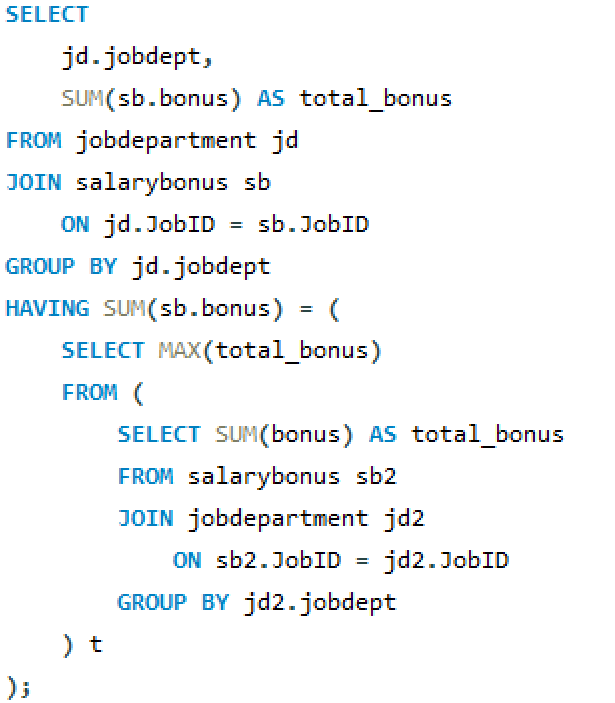 SELECT
    jd.jobdept,
    SUM(sb.bonus) AS total_bonus
FROM jobdepartment jd
JOIN salarybonus sb
    ON jd.JobID = sb.JobID
GROUP BY jd.jobdept
HAVING SUM(sb.bonus) = (
    SELECT MAX(total_bonus)
    FROM (
        SELECT SUM(bonus) AS total_bonus
        FROM salarybonus sb2
        JOIN jobdepartment jd2
            ON sb2.JobID = jd2.JobID
        GROUP BY jd2.jobdept
    ) t
);